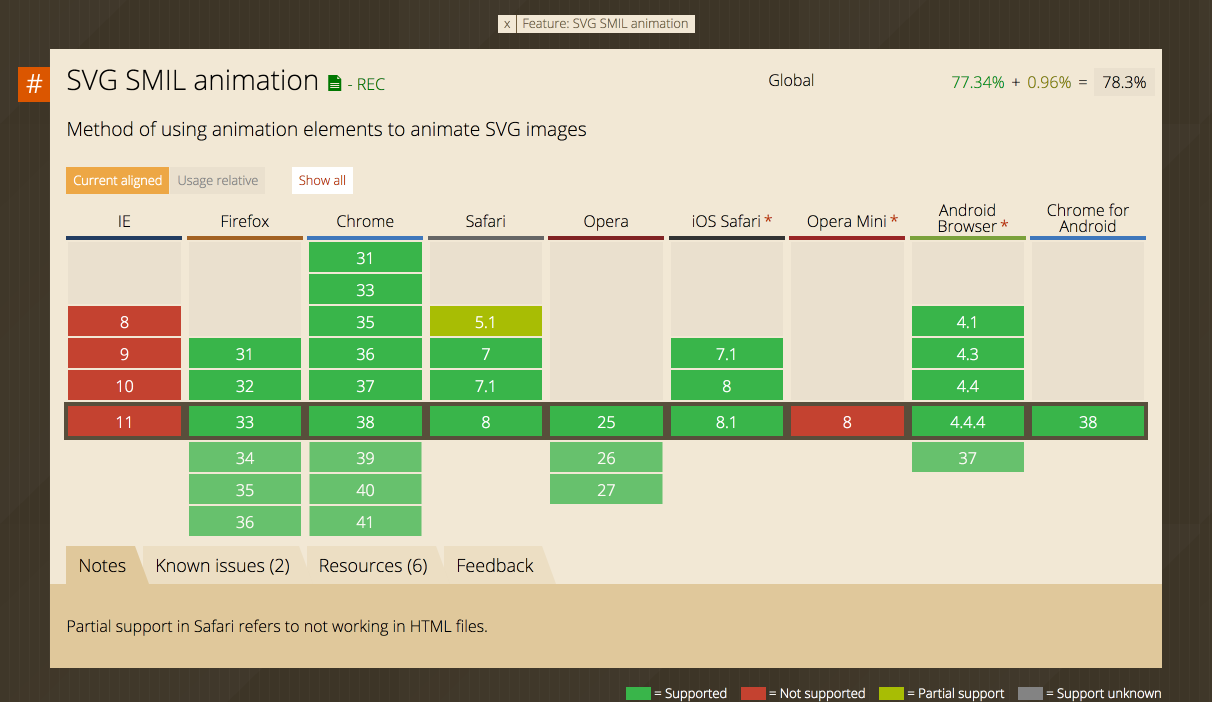 x Feature: SVG SMIL animation
# SVG SMIL animation - REC Global 77.34% + 0.96% = 78.3%
Method of using animation elements to animate SVG images
Current aligned Usage relative Show all
IE Firefox Chrome Safari Opera iOS Safari * Opera Mini * Android Browser * Chrome for Android
31
33
8 35 5.1 4.1
9 31 36 7 7.1 4.3
10 32 37 7.1 8 4.4
11 33 38 8 25 8.1 8 4.4.4 38
34 39 26 37
35 40 27
36 41
Notes Known issues (2) Resources (6) Feedback
Partial support in Safari refers to not working in HTML files.
= Supported = Not supported = Partial support = Support unknown